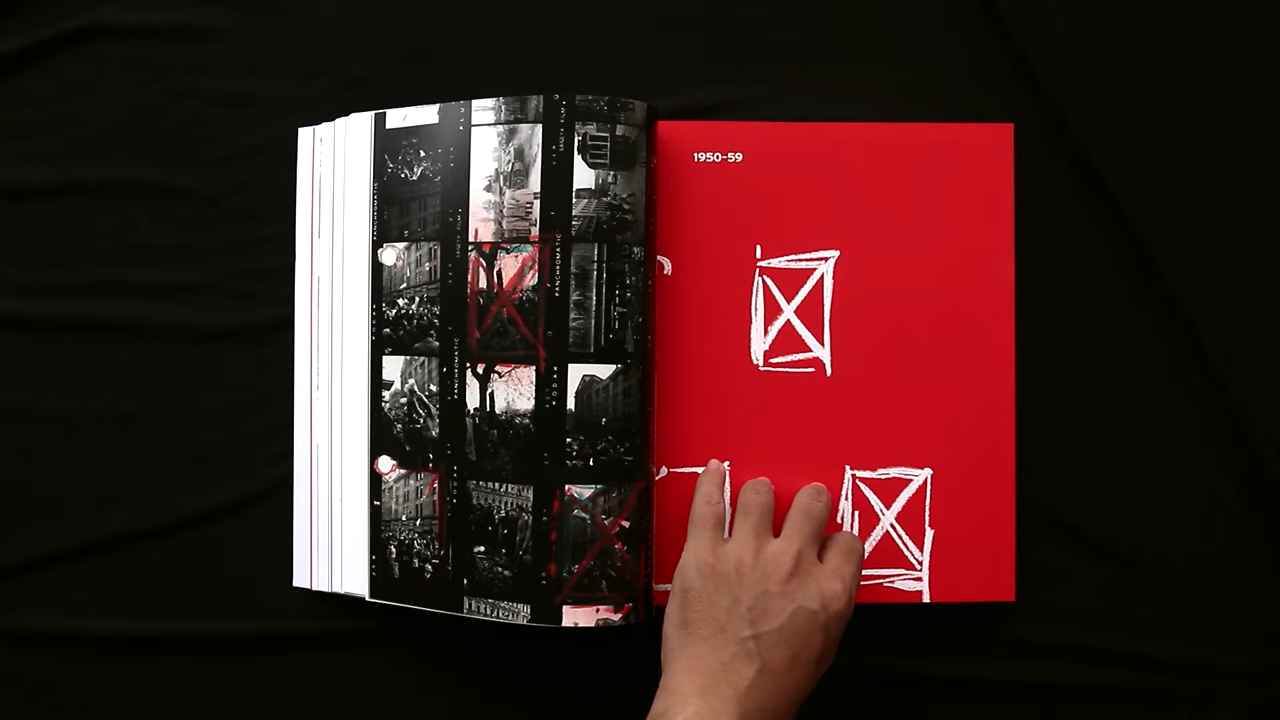 PANCHROMATIC
KODAK
PANCHROMATIC
SAFETY FILM
PANCHROMATIC
KODAK
SAFETY FILM
1950-59